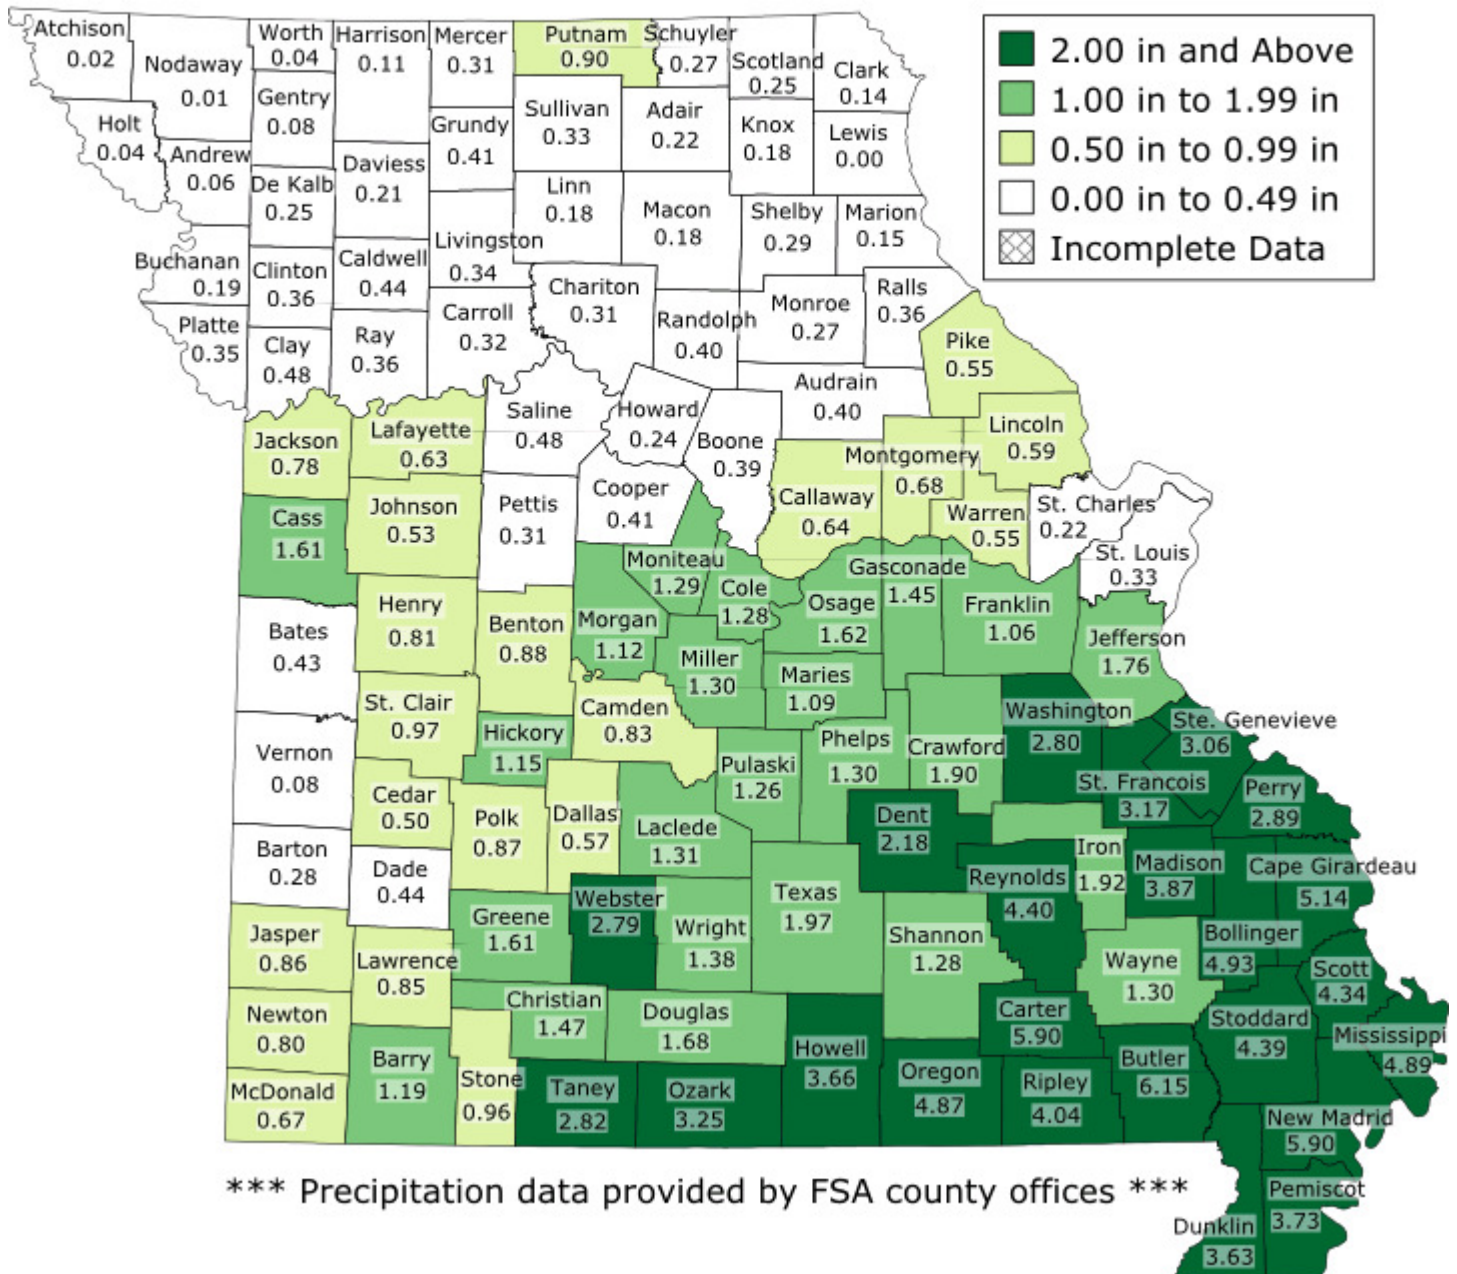 Atchison
0.02
Nodaway
0.01
Worth
0.04
Harrison
0.11
Mercer
0.31
Putnam
0.90
Schuyler
0.27
Scotland
0.25
Clark
0.14
2.00 in and Above
1.00 in to 1.99 in
0.50 in to 0.99 in
0.00 in to 0.49 in
Incomplete Data
Holt
0.04
Andrew
0.06
Gentry
0.08
De Kalb
0.25
Daviess
0.21
Grundy
0.41
Sullivan
0.33
Adair
0.22
Knox
0.18
Lewis
0.00
Linn
0.18
Macon
0.18
Shelby
0.29
Marion
0.15
Livingston
0.34
Buchanan
0.19
Clinton
0.36
Caldwell
0.44
Chariton
0.31
Randolph
0.40
Monroe
0.27
Ralls
0.36
Platte
0.35
Clay
0.48
Ray
0.36
Carroll
0.32
Pike
0.55
Audrain
0.40
Jackson
0.78
Lafayette
0.63
Saline
0.48
Howard
0.24
Boone
0.39
Lincoln
0.59
Montgomery
0.68
Callaway
0.64
Warren
0.55
St. Charles
0.22
St. Louis
0.33
Cass
1.61
Johnson
0.53
Pettis
0.31
Cooper
0.41
Moniteau
1.29
Cole
1.28
Gasconade
1.45
Osage
1.62
Franklin
1.06
Jefferson
1.76
Bates
0.43
Henry
0.81
Benton
0.88
Morgan
1.12
Miller
1.30
Maries
1.09
St. Clair
0.97
Hickory
1.15
Camden
0.83
Washington
2.80
Ste. Genevieve
3.06
Vernon
0.08
Pulaski
1.26
Phelps
1.30
Crawford
1.90
St. Francois
3.17
Perry
2.89
Cedar
0.50
Polk
0.87
Dallas
0.57
Laclede
1.31
Dent
2.18
Iron
1.92
Madison
3.87
Cape Girardeau
5.14
Barton
0.28
Dade
0.44
Greene
1.61
Webster
2.79
Wright
1.38
Texas
1.97
Reynolds
4.40
Shannon
1.28
Bollinger
4.93
Jasper
0.86
Lawrence
0.85
Wayne
1.30
Scott
4.34
Newton
0.80
Christian
1.47
Douglas
1.68
Carter
5.90
Stoddard
4.39
Mississippi
4.89
Barry
1.19
Stone
0.96
Howell
3.66
Oregon
4.87
Ripley
4.04
Butler
6.15
McDonald
0.67
Taney
2.82
Ozark
3.25
New Madrid
5.90
*** Precipitation data provided by FSA county offices ***
Pemiscot
3.73
Dunklin
3.63